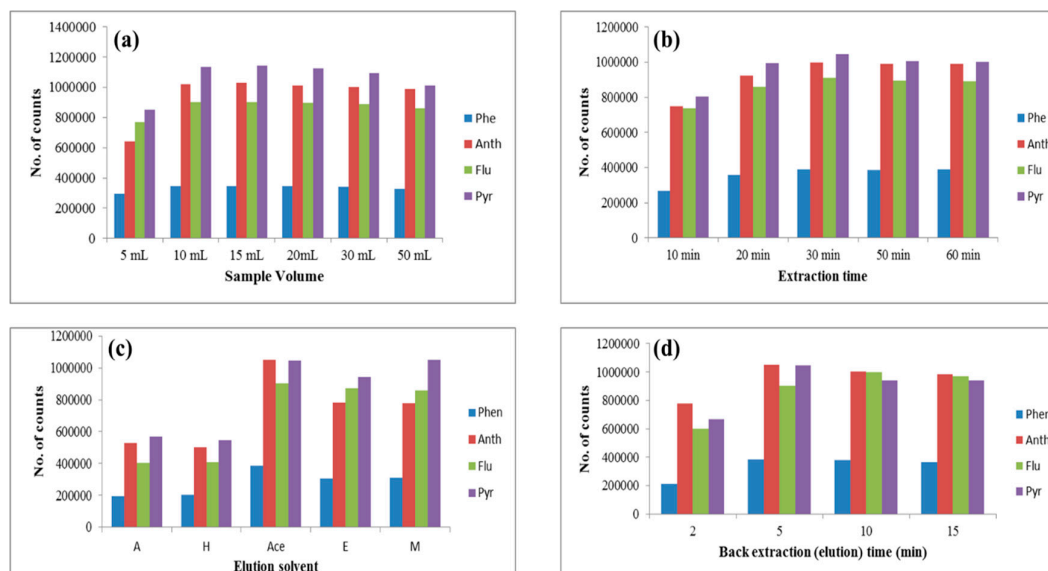 (a)
No. of counts
1400000
1200000
1000000
800000
600000
400000
200000
0
5 mL 10 mL 15 mL 20mL 30 mL 50 mL
Sample Volume
Phe
Anth
Flu
Pyr
(b)
No. of counts
1200000
1000000
800000
600000
400000
200000
0
10 min 20 min 30 min 50 min 60 min
Extraction time
Phe
Anth
Flu
Pyr
(c)
No. of counts
1200000
1000000
800000
600000
400000
200000
0
A H Ace E M
Elution solvent
Phen
Anth
Flu
Pyr
(d)
No. of counts
1200000
1000000
800000
600000
400000
200000
0
2 5 10 15
Back extraction (elution) time (min)
Phen
Anth
Flu
Pyr